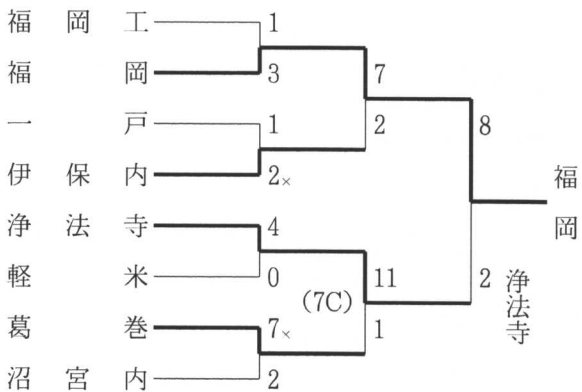 福岡工 1
福岡 3
7
一戸 1
2
8
伊保内 2×
福岡
浄法寺 4
軽米 0
11
(7C)
2
浄法寺
葛巻 7×
1
沼宮内 2